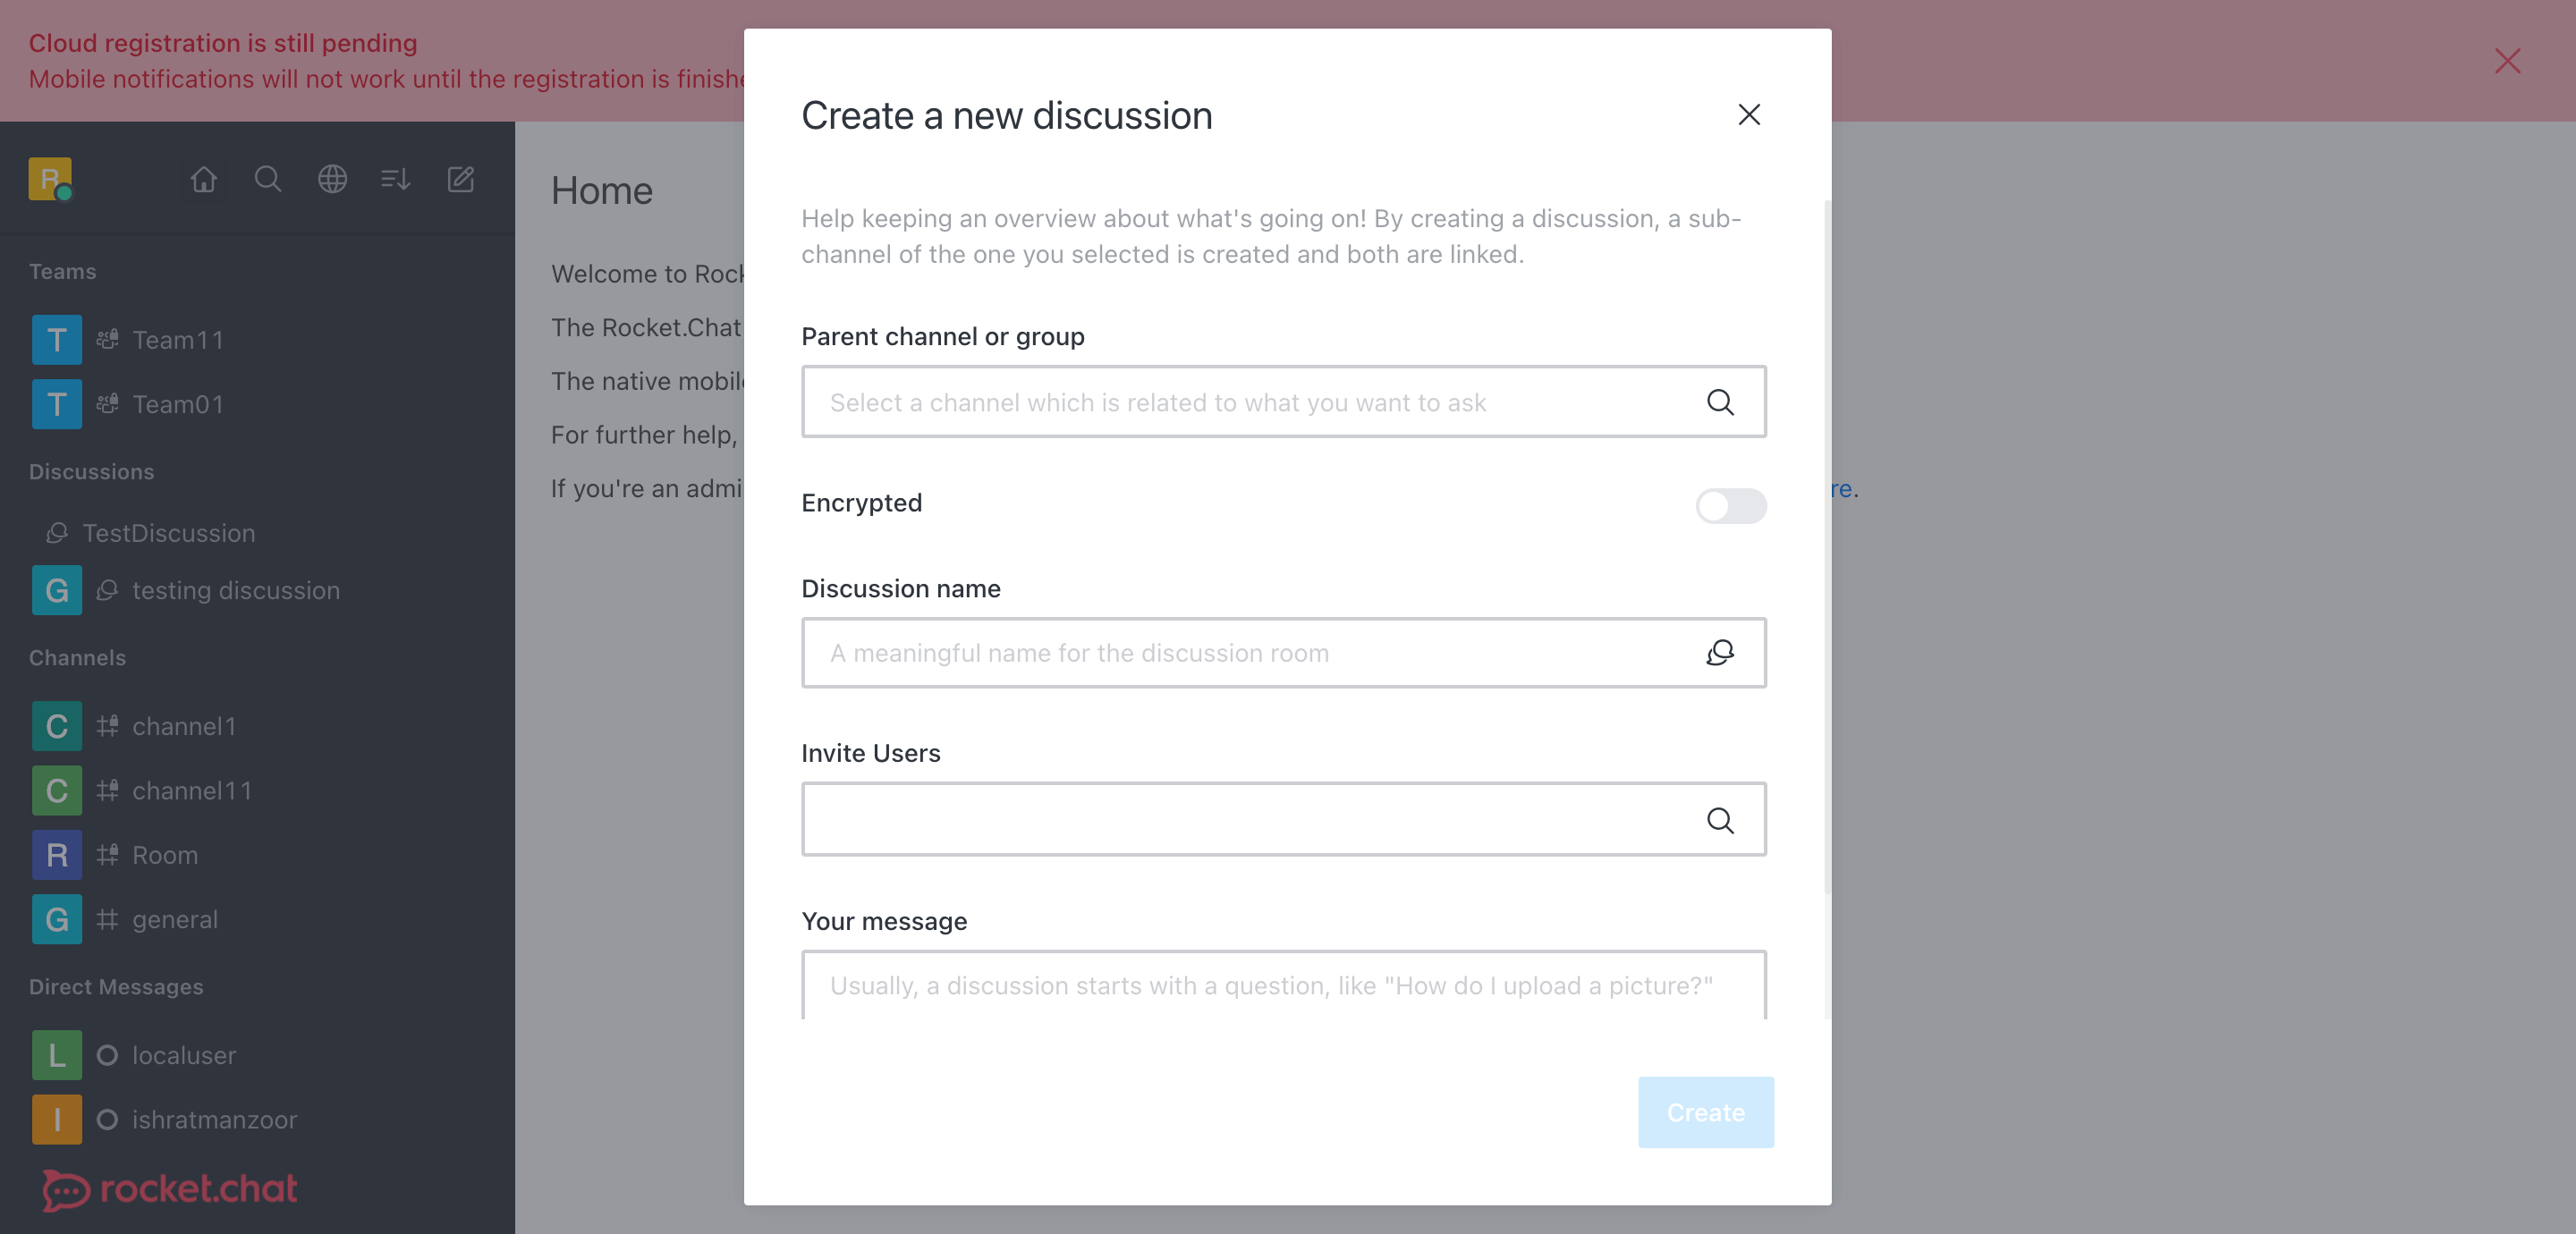 Cloud registration is still pending
Mobile notifications will not work until the registration is finishe
R
Teams
T Team11
T Team01
Discussions
TestDiscussion
G testing discussion
Channels
C channel1
C channel11
R Room
G general
Direct Messages
L localuser
I ishratmanzoor
rocket.chat
Home
Welcome to Rock
The Rocket.Chat
The native mobile
For further help,
If you're an admi
re.
Create a new discussion
Help keeping an overview about what's going on! By creating a discussion, a sub-
channel of the one you selected is created and both are linked.
Parent channel or group
Select a channel which is related to what you want to ask
Encrypted
Discussion name
A meaningful name for the discussion room
Invite Users
Your message
Usually, a discussion starts with a question, like "How do I upload a picture?"
Create